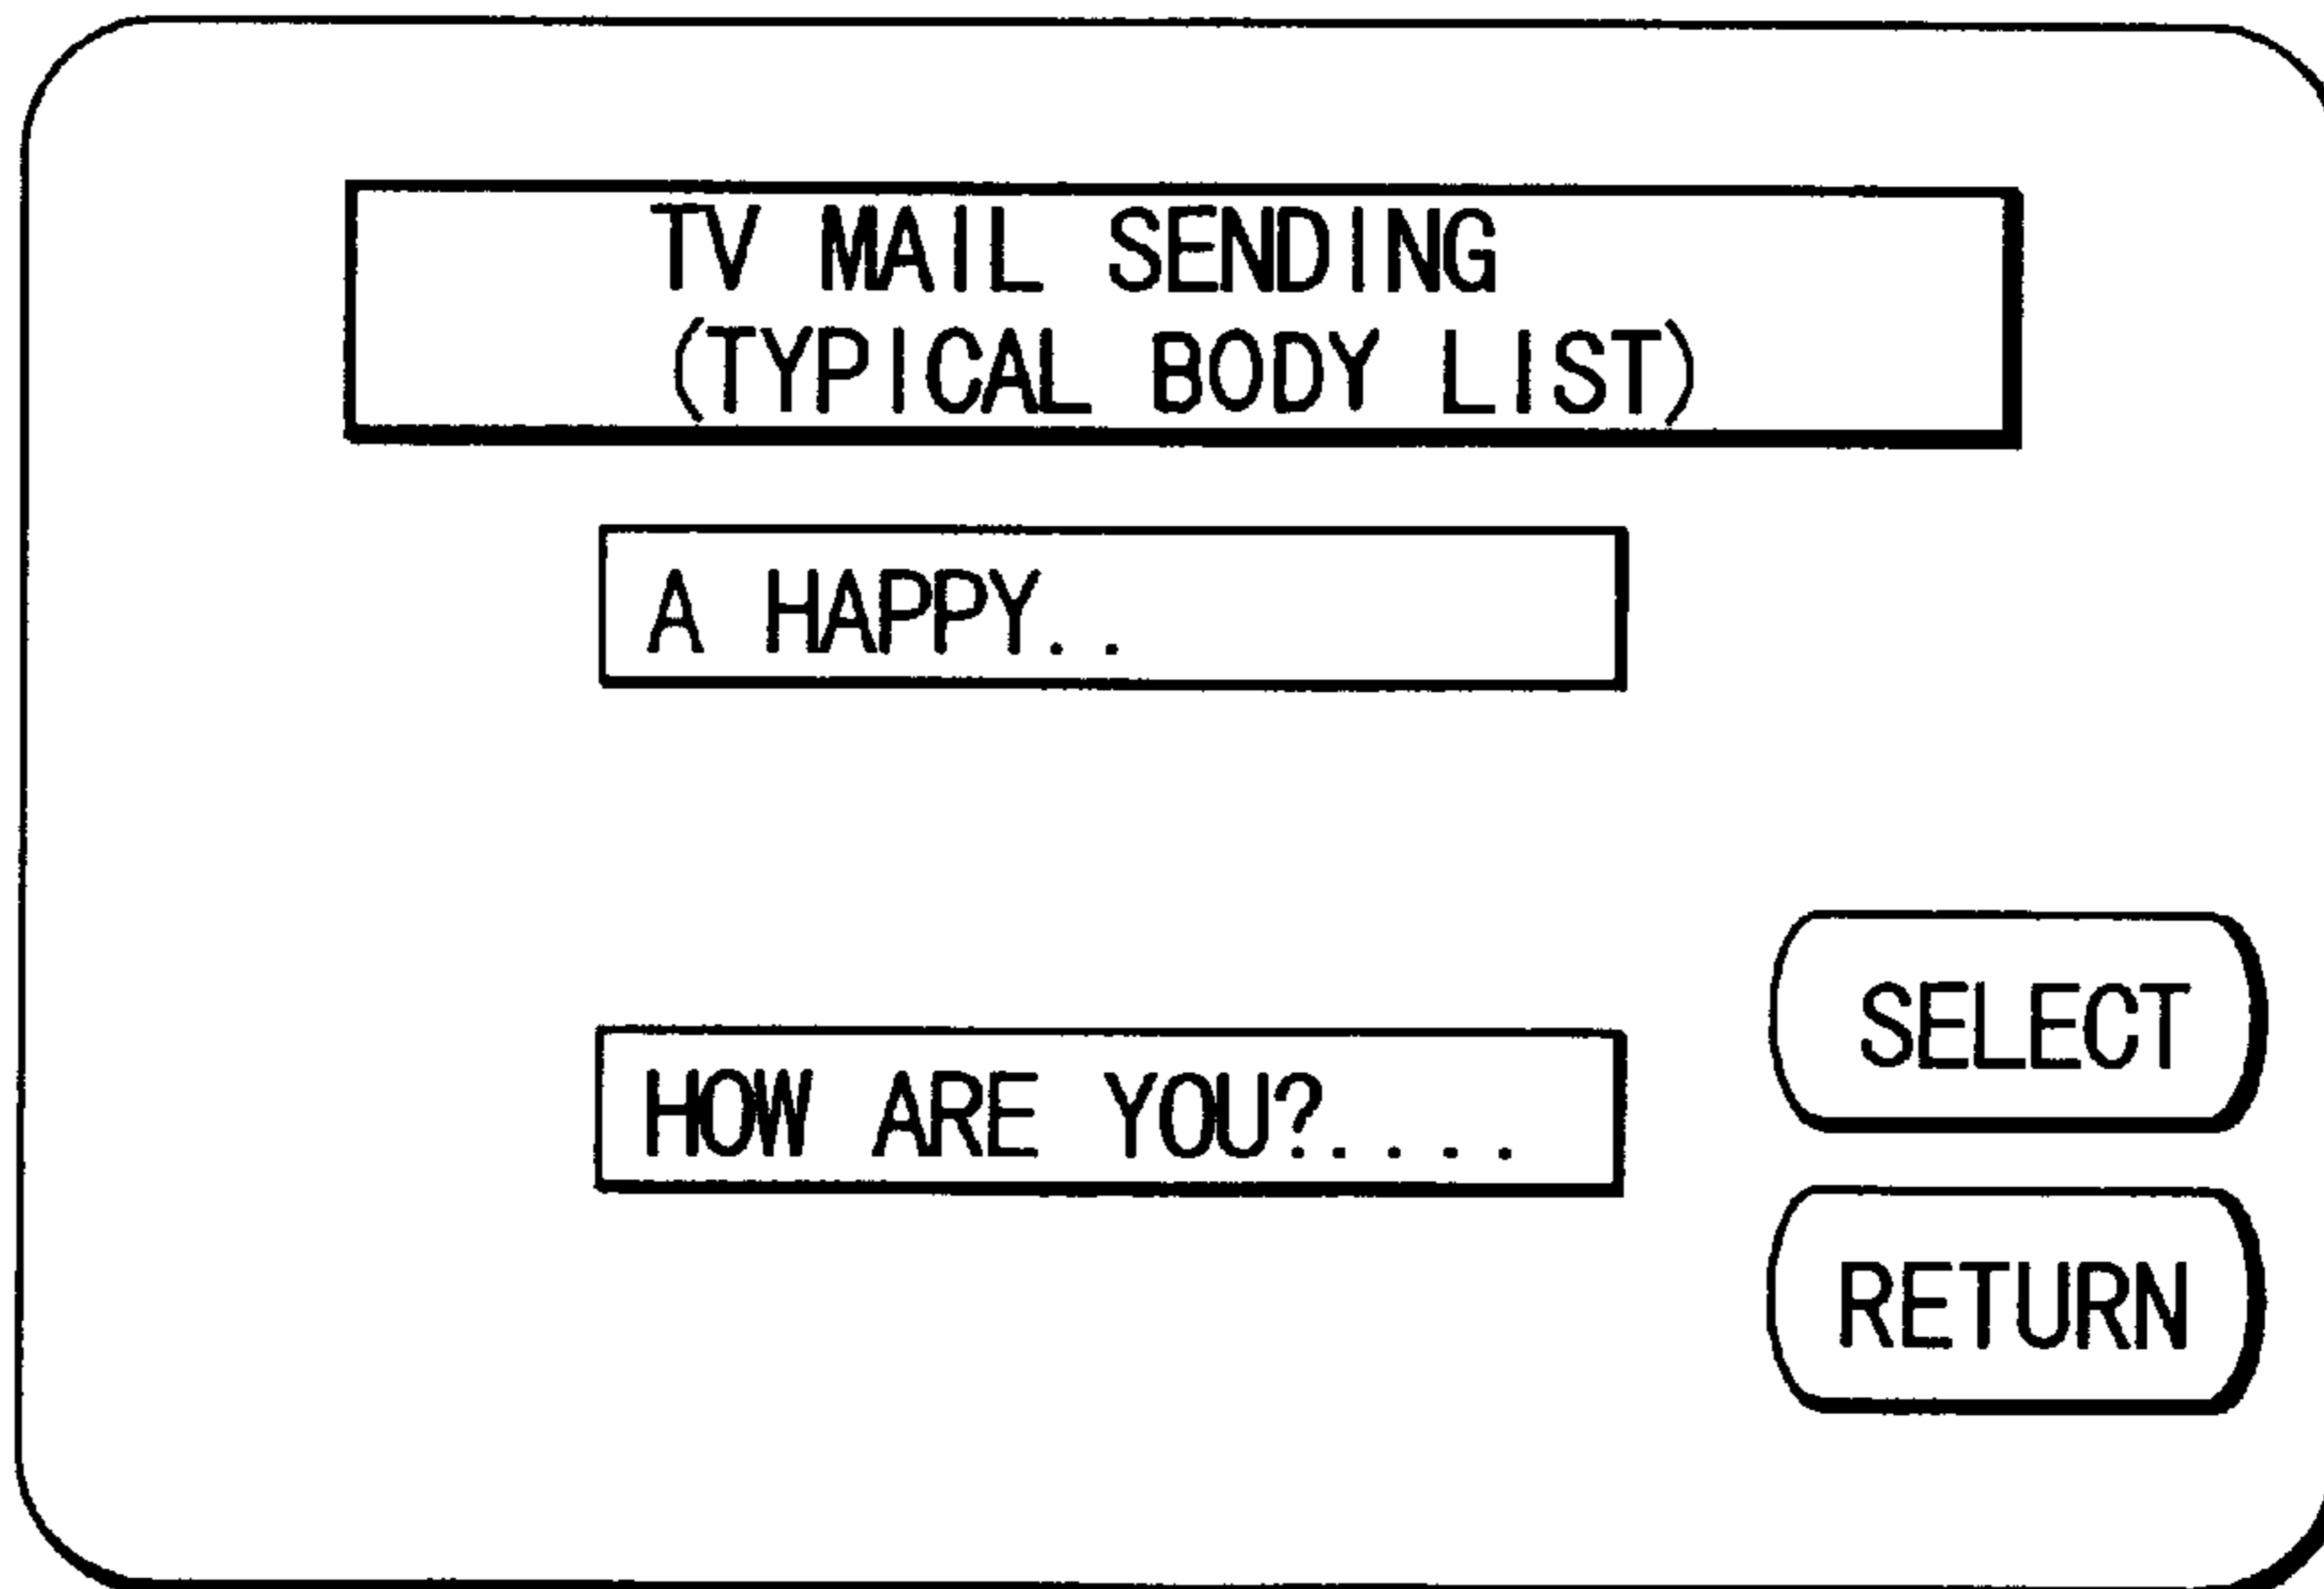 TV MAIL SENDING
(TYPICAL BODY LIST)
A HAPPY..
HOW ARE YOU?....
SELECT
RETURN